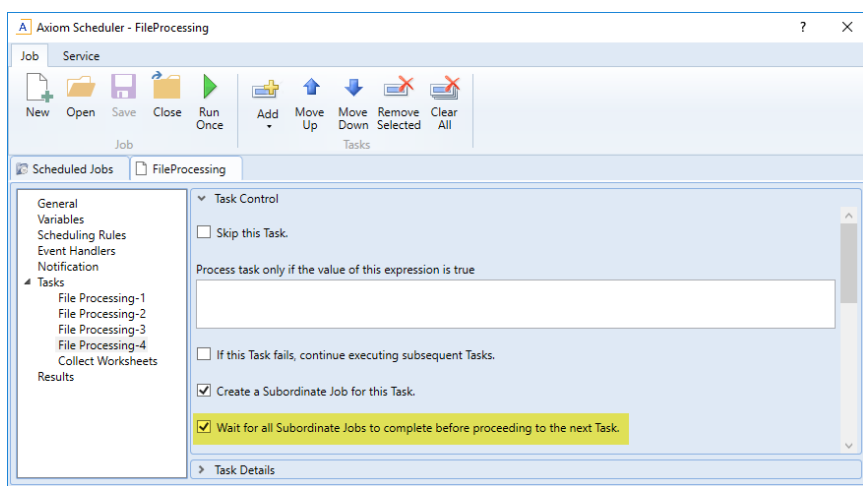 A Axiom Scheduler - FileProcessing
?
Job Service
New Open Save Close Run Once
Add Move Up Move Down Remove Selected Clear All
Job Tasks
Scheduled Jobs FileProcessing
General
Variables
Scheduling Rules
Event Handlers
Notification
Tasks
File Processing-1
File Processing-2
File Processing-3
File Processing-4
Collect Worksheets
Results
Task Control
Skip this Task.
Process task only if the value of this expression is true
If this Task fails, continue executing subsequent Tasks.
Create a Subordinate Job for this Task.
Wait for all Subordinate Jobs to complete before proceeding to the next Task.
Task Details